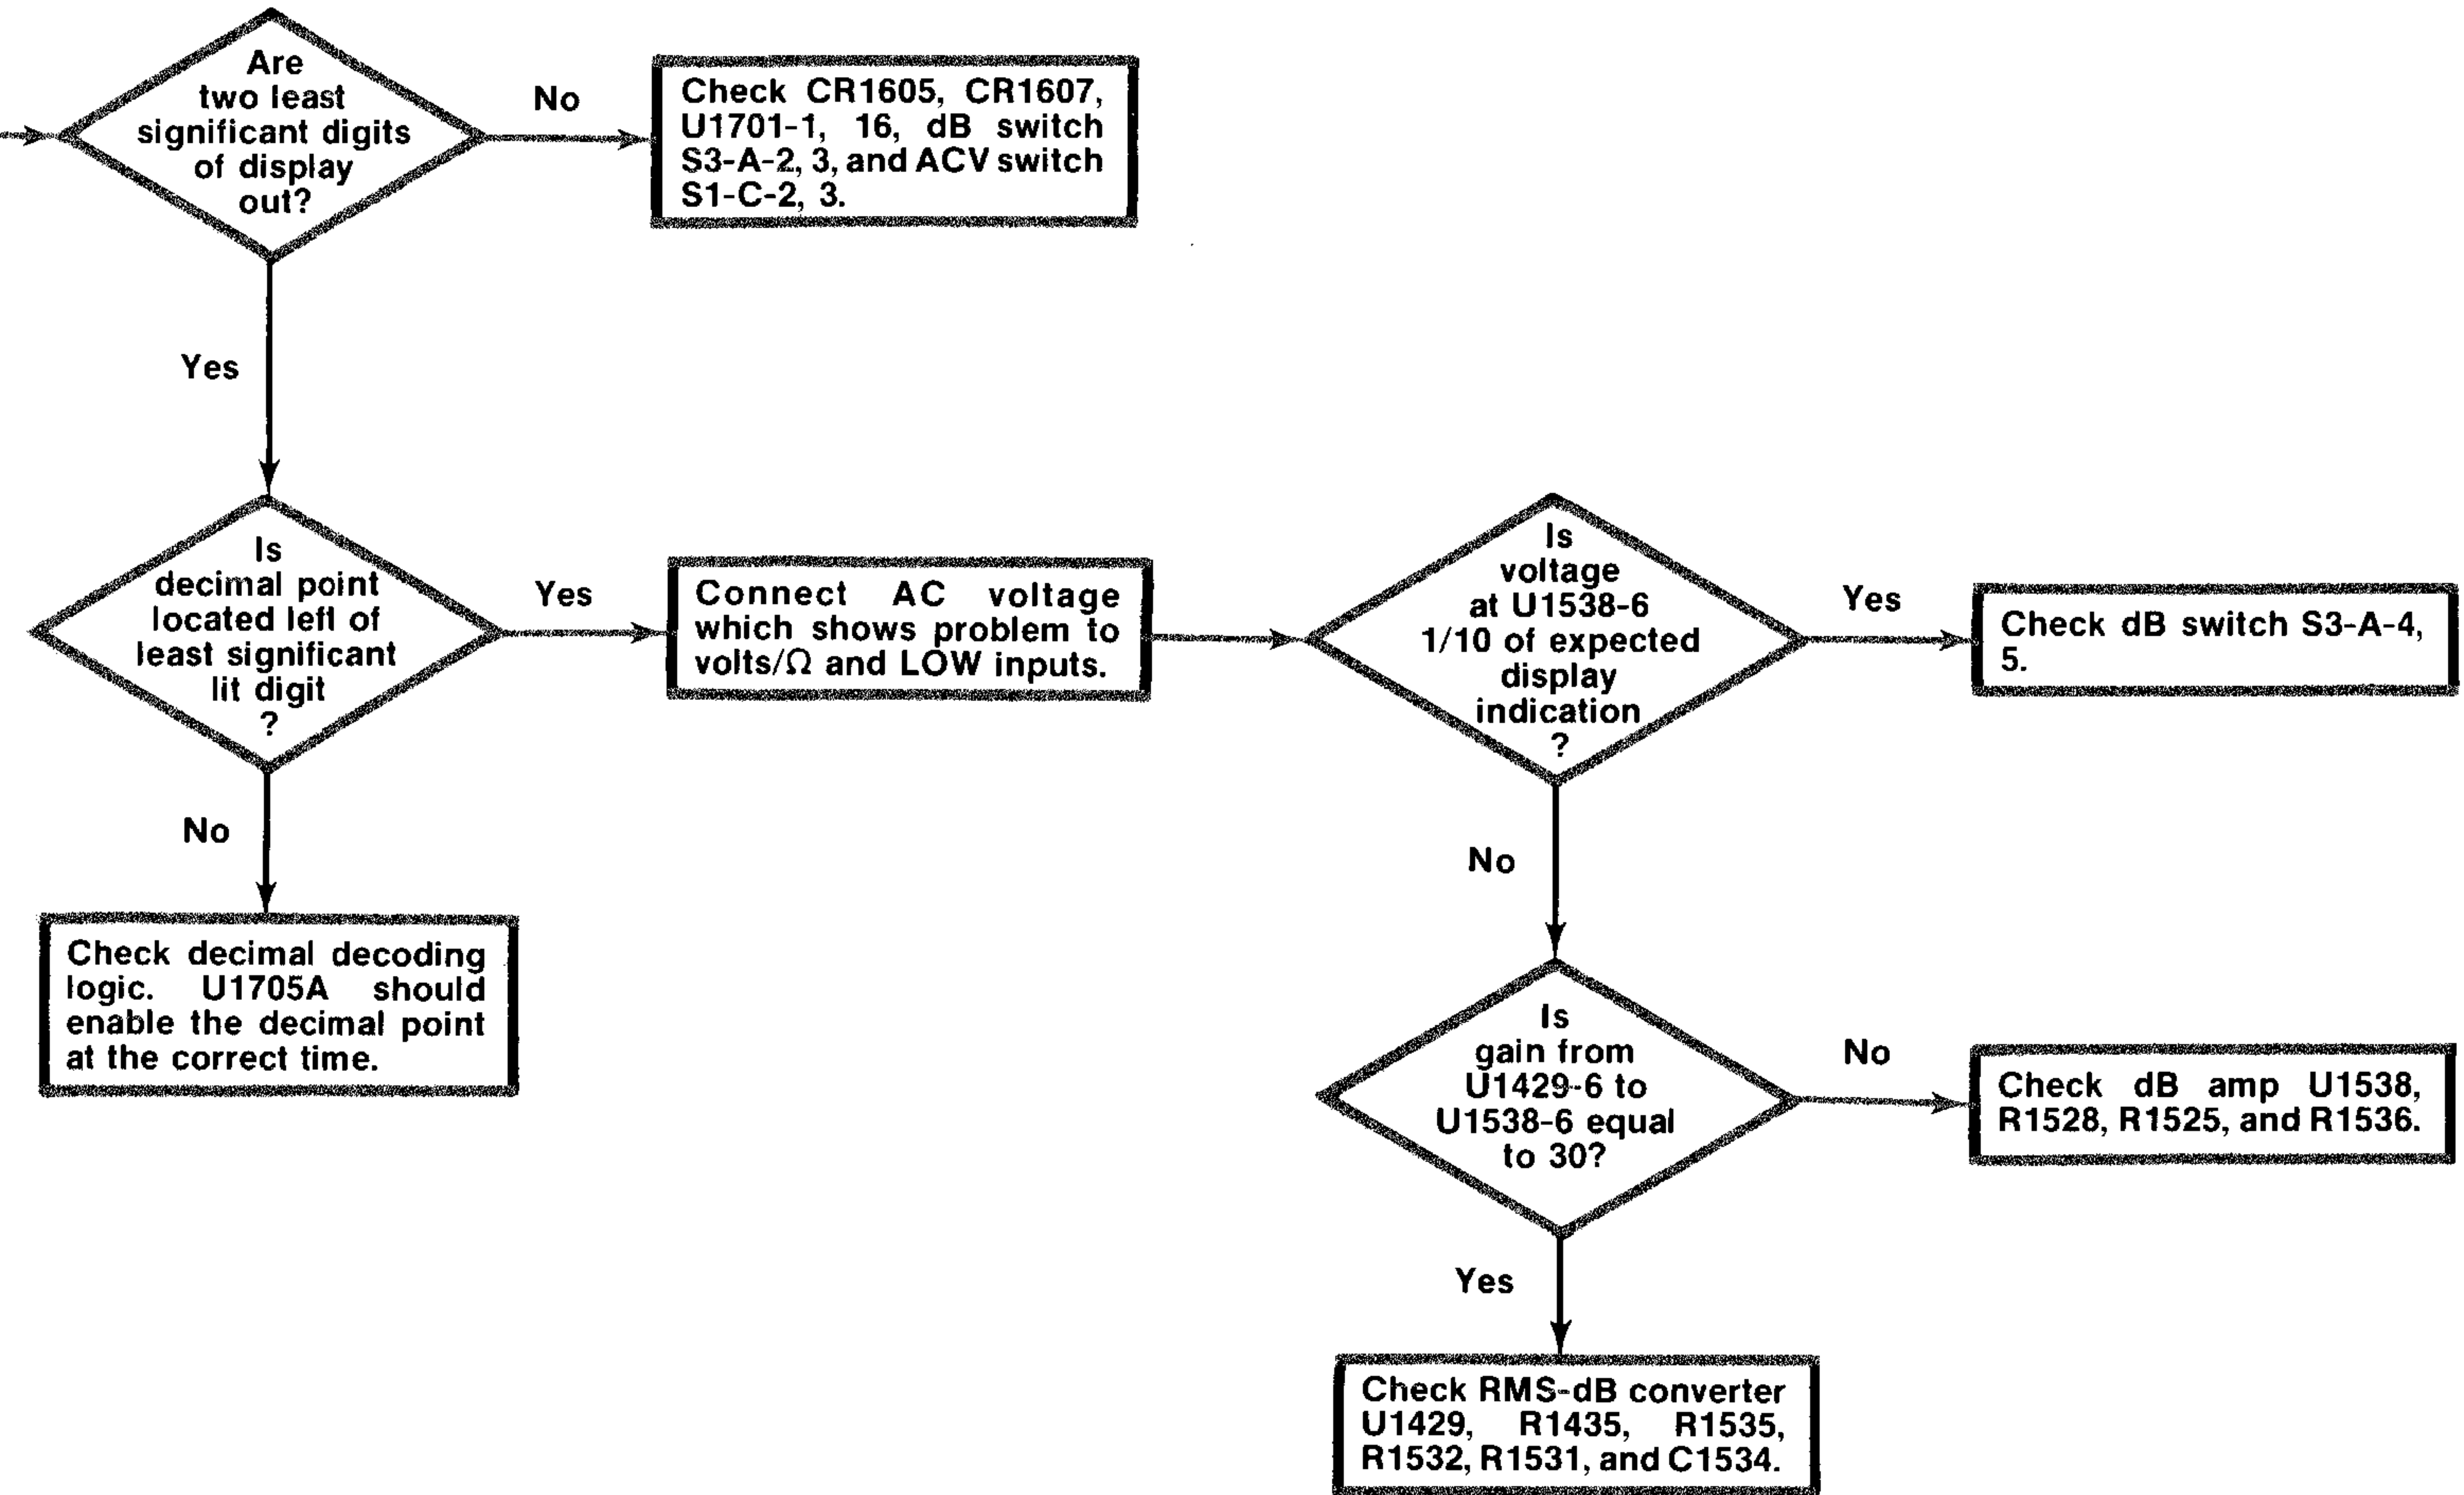 Are
two least
significant digits
of display
out?
No
Check CR1605, CR1607,
U1701-1, 16, dB switch
S3-A-2, 3, and ACV switch
S1-C-2, 3.
Yes
Is
decimal point
located left of
least significant
lit digit
?
Yes
Connect AC voltage
which shows problem to
volts/Ω and LOW inputs.
Is
voltage
at U1538-6
1/10 of expected
display
indication
?
Yes
Check dB switch S3-A-4,
5.
No
Check decimal decoding
logic. U1705A should
enable the decimal point
at the correct time.
No
Is
gain from
U1429-6 to
U1538-6 equal
to 30?
No
Check dB amp U1538,
R1528, R1525, and R1536.
Yes
Check RMS-dB converter
U1429, R1435, R1535,
R1532, R1531, and C1534.